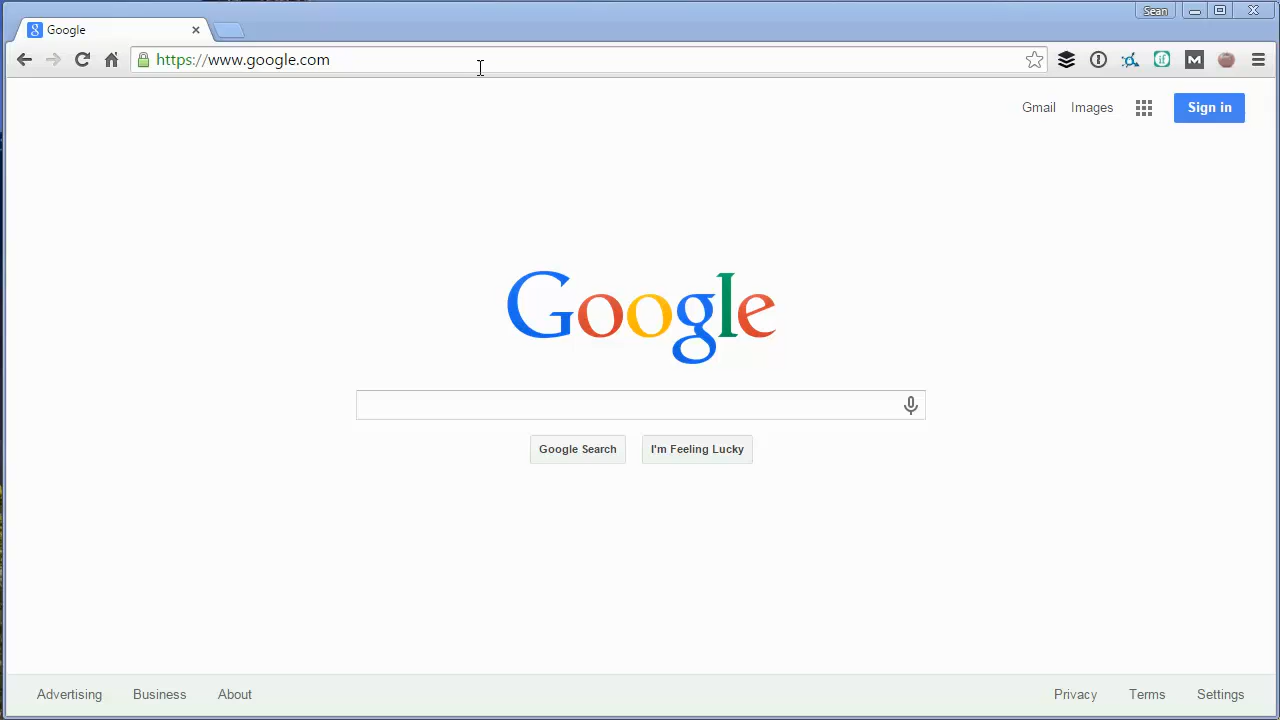 Sean
Google
https://www.google.com
Gmail Images Sign in
Google
Google Search I'm Feeling Lucky
Advertising Business About Privacy Terms Settings